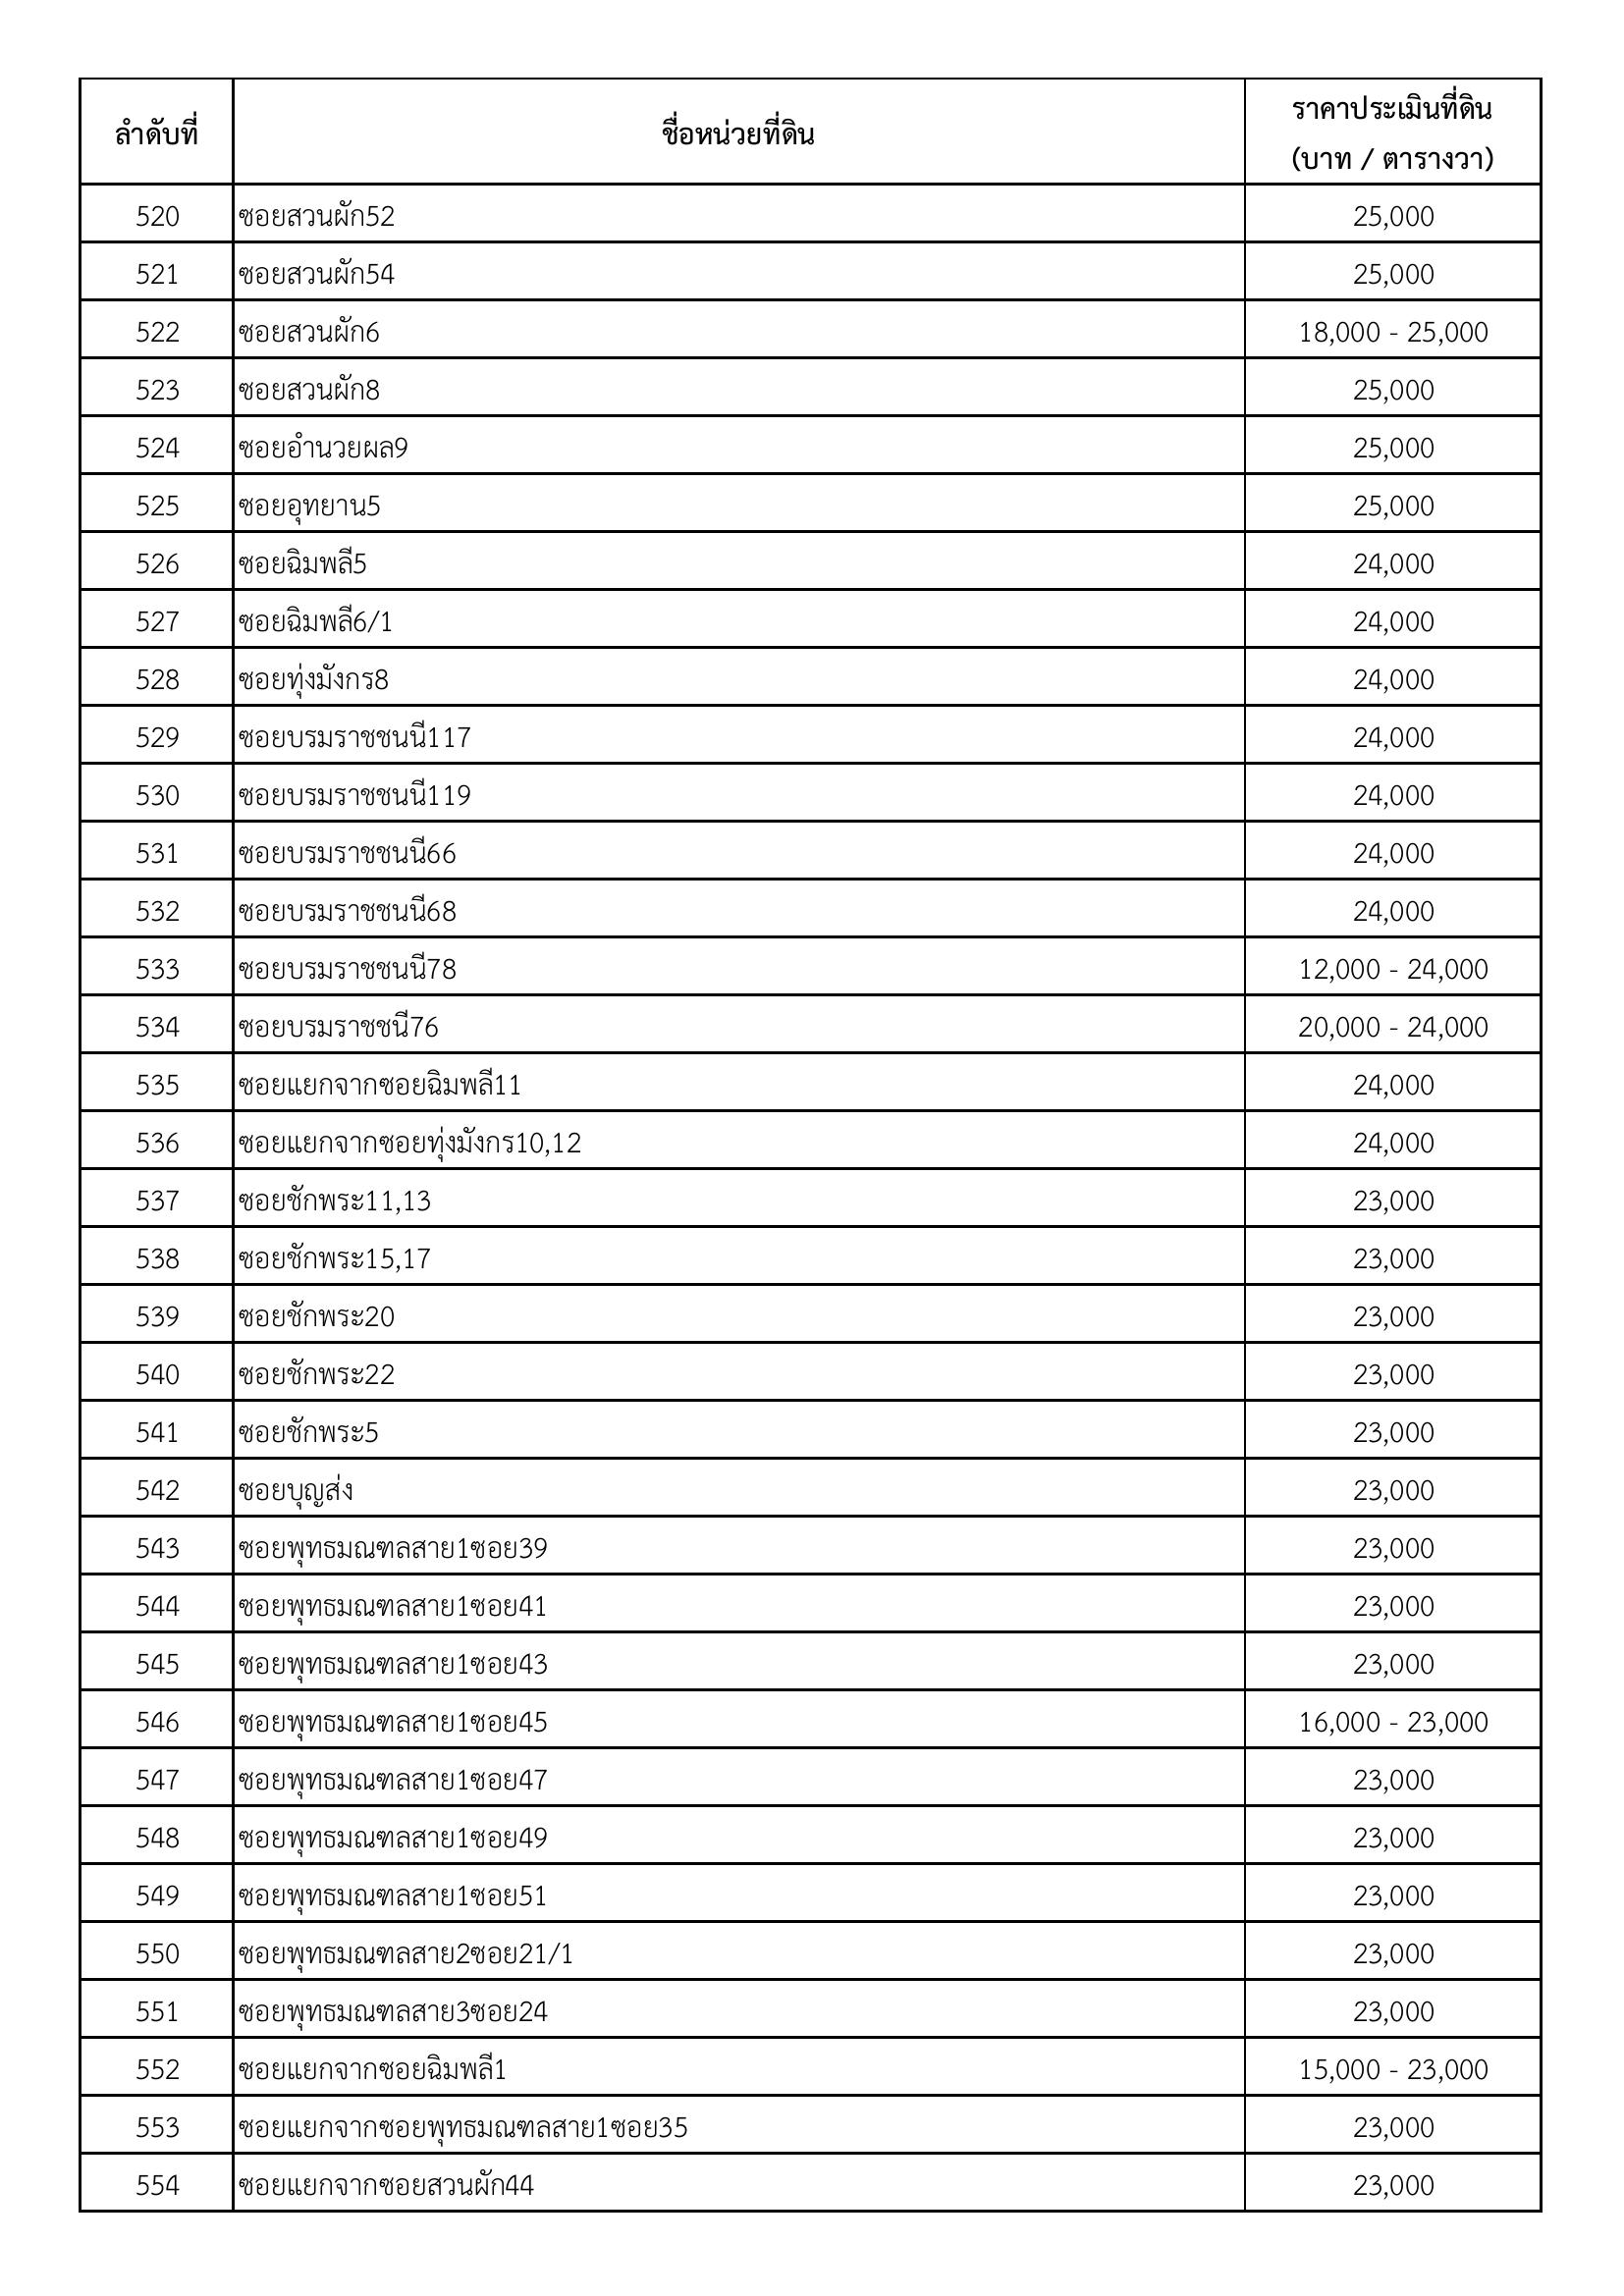 ลำดับที่ ชื่อหน่วยที่ดิน ราคาประเมินที่ดิน
(บาท / ตารางวา)
520 ซอยสวนผัก52 25,000
521 ซอยสวนผัก54 25,000
522 ซอยสวนผัก6 18,000 - 25,000
523 ซอยสวนผัก8 25,000
524 ซอยอำนวยผล9 25,000
525 ซอยอุทยาน5 25,000
526 ซอยฉิมพลี5 24,000
527 ซอยฉิมพลี6/1 24,000
528 ซอยทุ่งมังกร8 24,000
529 ซอยบรมราชชนนี117 24,000
530 ซอยบรมราชชนนี119 24,000
531 ซอยบรมราชชนนี66 24,000
532 ซอยบรมราชชนนี68 24,000
533 ซอยบรมราชชนนี78 12,000 - 24,000
534 ซอยบรมราชชนี76 20,000 - 24,000
535 ซอยแยกจากซอยฉิมพลี11 24,000
536 ซอยแยกจากซอยทุ่งมังกร10,12 24,000
537 ซอยชักพระ11,13 23,000
538 ซอยชักพระ15,17 23,000
539 ซอยชักพระ20 23,000
540 ซอยชักพระ22 23,000
541 ซอยชักพระ5 23,000
542 ซอยบุญส่ง 23,000
543 ซอยพุทธมณฑลสาย1ซอย39 23,000
544 ซอยพุทธมณฑลสาย1ซอย41 23,000
545 ซอยพุทธมณฑลสาย1ซอย43 23,000
546 ซอยพุทธมณฑลสาย1ซอย45 16,000 - 23,000
547 ซอยพุทธมณฑลสาย1ซอย47 23,000
548 ซอยพุทธมณฑลสาย1ซอย49 23,000
549 ซอยพุทธมณฑลสาย1ซอย51 23,000
550 ซอยพุทธมณฑลสาย2ซอย21/1 23,000
551 ซอยพุทธมณฑลสาย3ซอย24 23,000
552 ซอยแยกจากซอยฉิมพลี1 15,000 - 23,000
553 ซอยแยกจากซอยพุทธมณฑลสาย1ซอย35 23,000
554 ซอยแยกจากซอยสวนผัก44 23,000